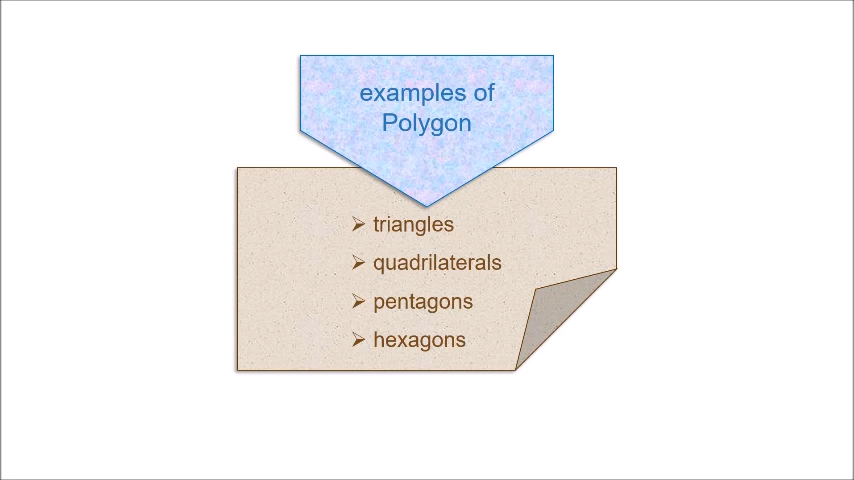 examples of
Polygon
➢ triangles
➢ quadrilaterals
➢ pentagons
➢ hexagons